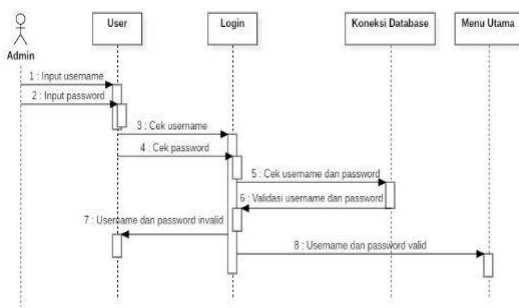 User
Login
Koneksi Database
Menu Utama
Admin
1 : Input username
2 : Input password
3 : Cek username
4 : Cek password
5 : Cek username dan password
6 : Validasi username dan password
7 : Username dan password invalid
8 : Username dan password valid